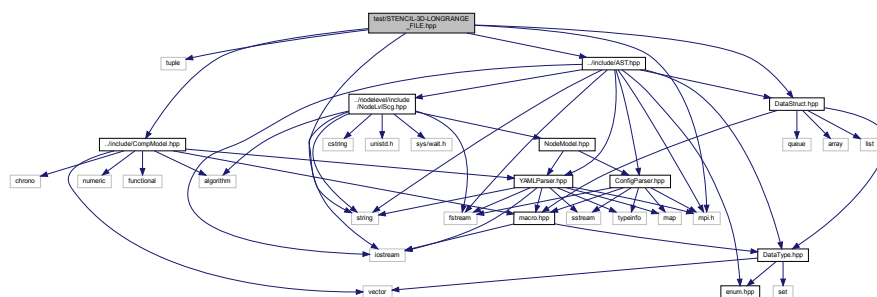 test/STENCIL-3D-LONGRANGE
_FILE.hpp
tuple
../include/AST.hpp
../nodelevel/include
/NodeLvlScg.hpp
DataStruct.hpp
../include/CompModel.hpp
cstring
unistd.h
sys/wait.h
NodeModel.hpp
queue
array
list
chrono
numeric
functional
algorithm
YAMLParser.hpp
ConfigParser.hpp
string
fstream
macro.hpp
sstream
typeinfo
map
mpi.h
iostream
DataType.hpp
vector
enum.hpp
set